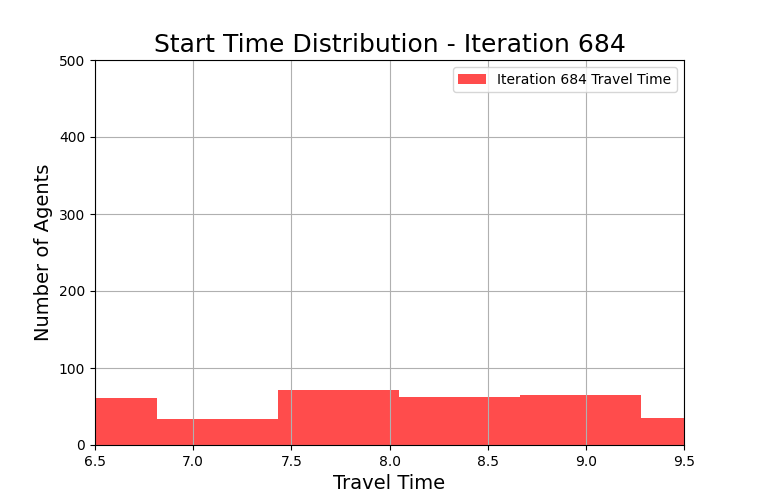 Start Time Distribution - Iteration 684
500
400
300
200
100
0
Number of Agents
Iteration 684 Travel Time
6.5 7.0 7.5 8.0 8.5 9.0 9.5
Travel Time